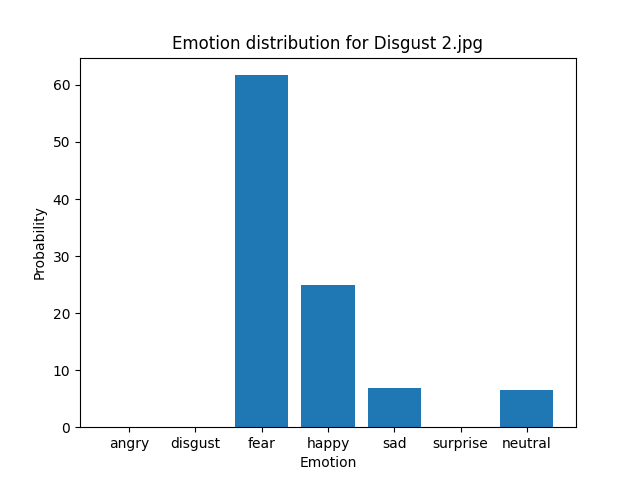 Emotion distribution for Disgust 2.jpg
Probability
60
50
40
30
20
10
0
angry disgust fear happy sad surprise neutral
Emotion